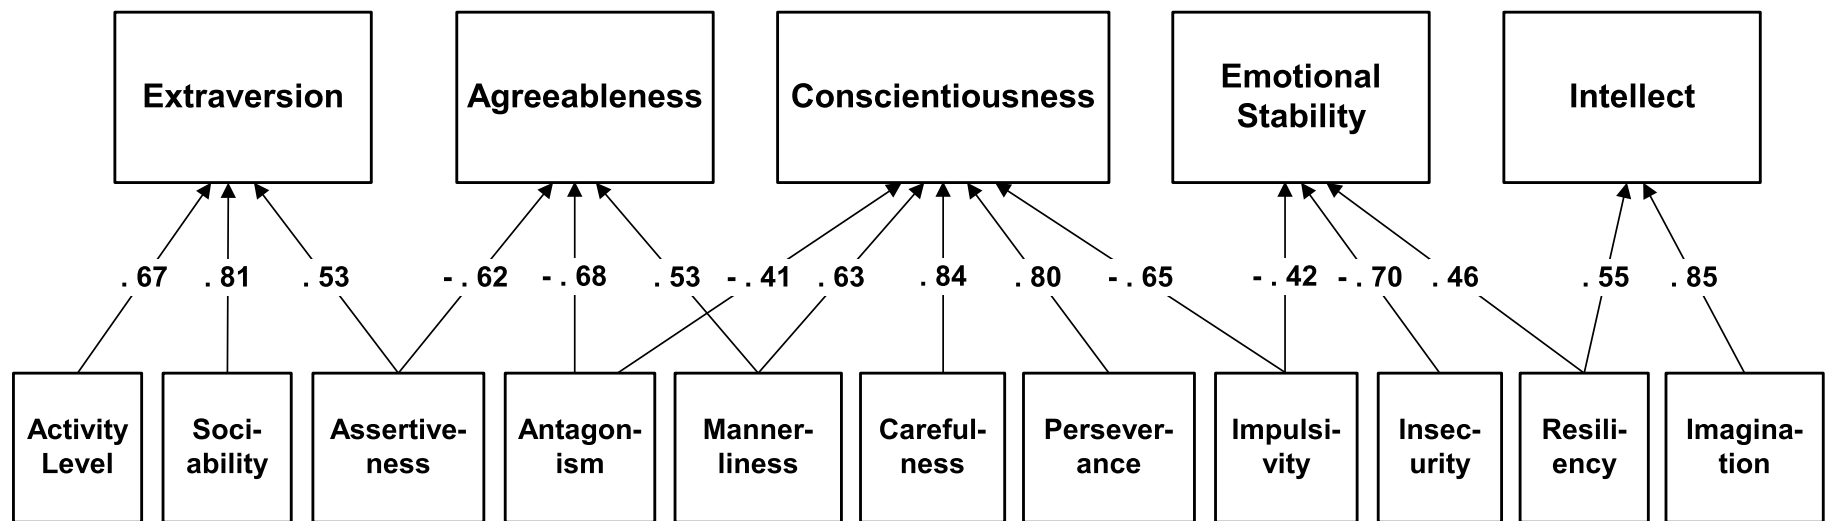 Extraversion
Agreeableness
Conscientiousness
Emotional
Stability
Intellect
. 67
. 81
. 53
- . 62
- . 68
. 53
- . 41
. 63
. 84
. 80
- . 65
- . 42
- . 70
. 46
. 55
. 85
Activity
Level
Soci-
ability
Assertive-
ness
Antagon-
ism
Manner-
liness
Careful-
ness
Persever-
ance
Impulsi-
vity
Insec-
urity
Resili-
ency
Imagina-
tion